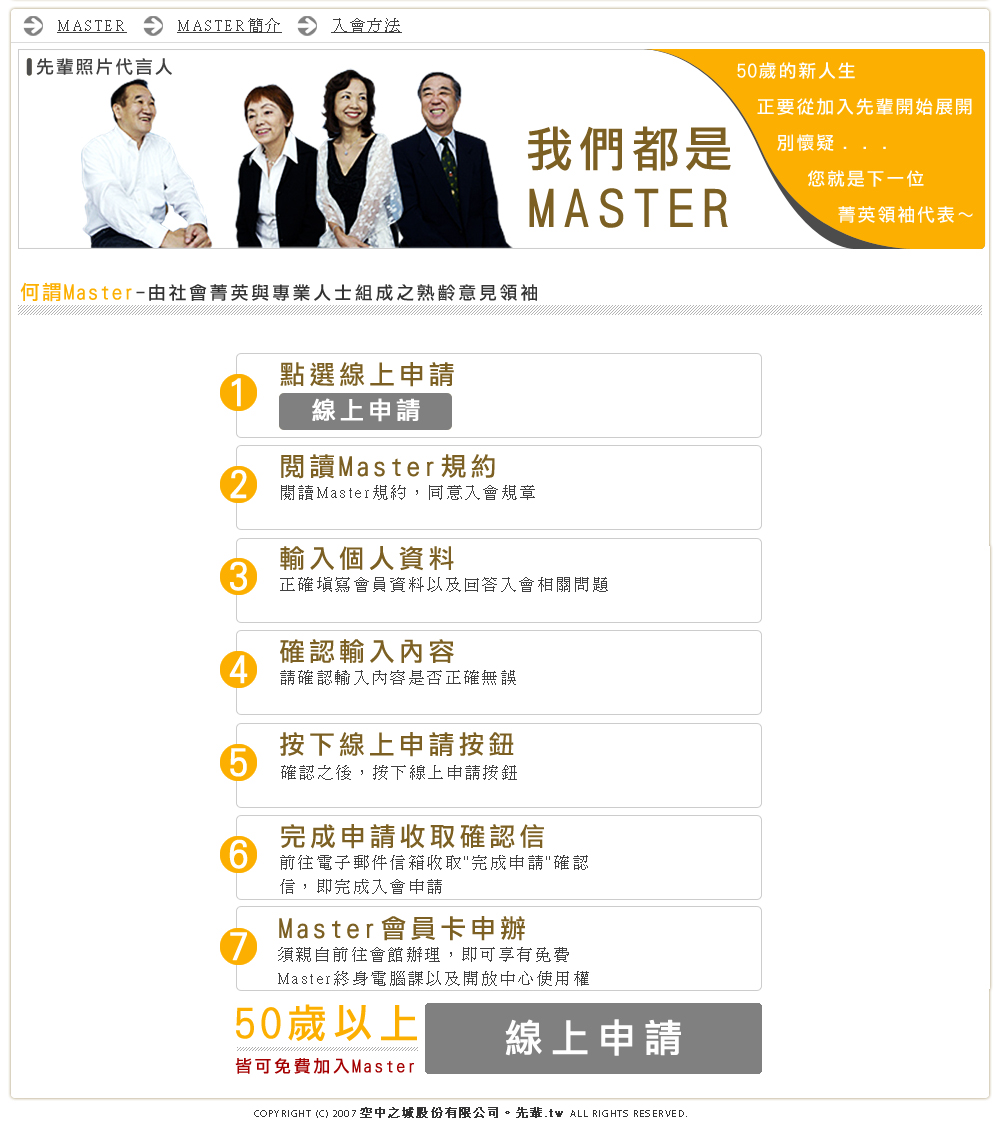 MASTER MASTER簡介 入會方法
先輩照片代言人
50歲的新人生
正要從加入先輩開始展開
別懷疑．．．
您就是下一位
菁英領袖代表～
我們都是
MASTER
何謂Master-由社會菁英與專業人士組成之熟齡意見領袖
1 點選線上申請
線上申請
2 閱讀Master規約
閱讀Master規約，同意入會規章
3 輸入個人資料
正確填寫會員資料以及回答入會相關問題
4 確認輸入內容
請確認輸入內容是否正確無誤
5 按下線上申請按鈕
確認之後，按下線上申請按鈕
6 完成申請收取確認信
前往電子郵件信箱收取"完成申請"確認
信，即完成入會申請
7 Master會員卡申辦
須親自前往會館辦理，即可享有免費
Master終身電腦課以及開放中心使用權
50歲以上
皆可免費加入Master
線上申請
COPYRIGHT (C) 2007 空中之城股份有限公司。先輩.tw ALL RIGHTS RESERVED.